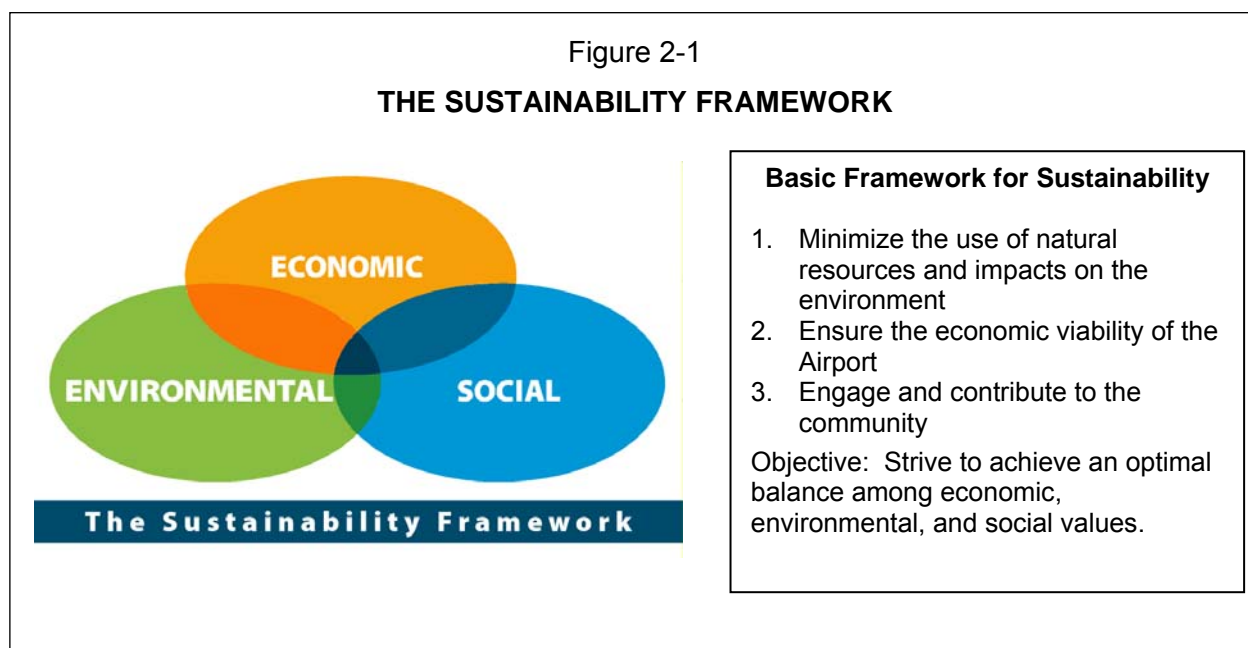 Figure 2-1
THE SUSTAINABILITY FRAMEWORK
ECONOMIC
ENVIRONMENTAL
SOCIAL
The Sustainability Framework
Basic Framework for Sustainability
1. Minimize the use of natural
resources and impacts on the
environment
2. Ensure the economic viability of the
Airport
3. Engage and contribute to the
community
Objective: Strive to achieve an optimal
balance among economic,
environmental, and social values.